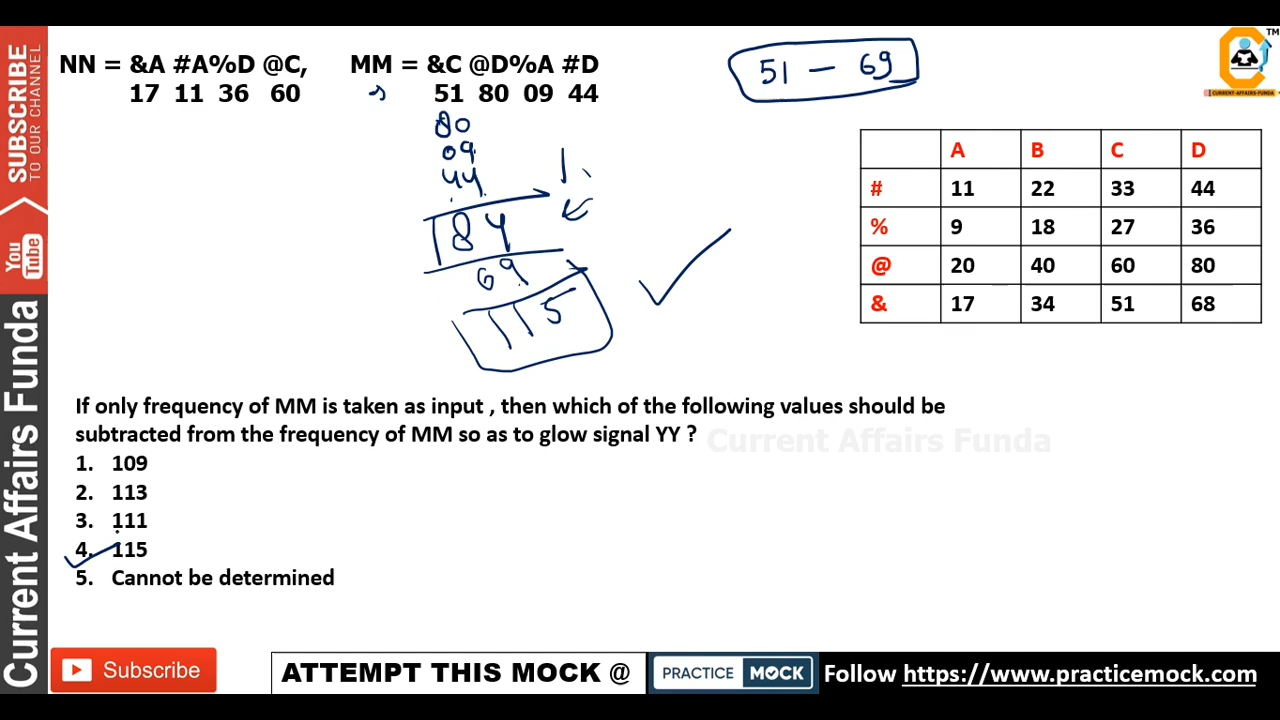 SUBSCRIBE
TO OUR CHANNEL
You Tube
Current Affairs Funda
NN = &A #A%D @C, MM = &C @D%A #D
17 11 36 60 51 80 09 44
80
09
44
184
69
115
51 - 69
TM
CURRENT-AFFAIRS-FUNDA
A B C D
# 11 22 33 44
% 9 18 27 36
@ 20 40 60 80
& 17 34 51 68
If only frequency of MM is taken as input , then which of the following values should be
subtracted from the frequency of MM so as to glow signal YY ?
Current Affairs Funda
1. 109
2. 113
3. 111
4. 115
5. Cannot be determined
Subscribe
ATTEMPT THIS MOCK @
PRACTICE MOCK
Follow https://www.practicemock.com